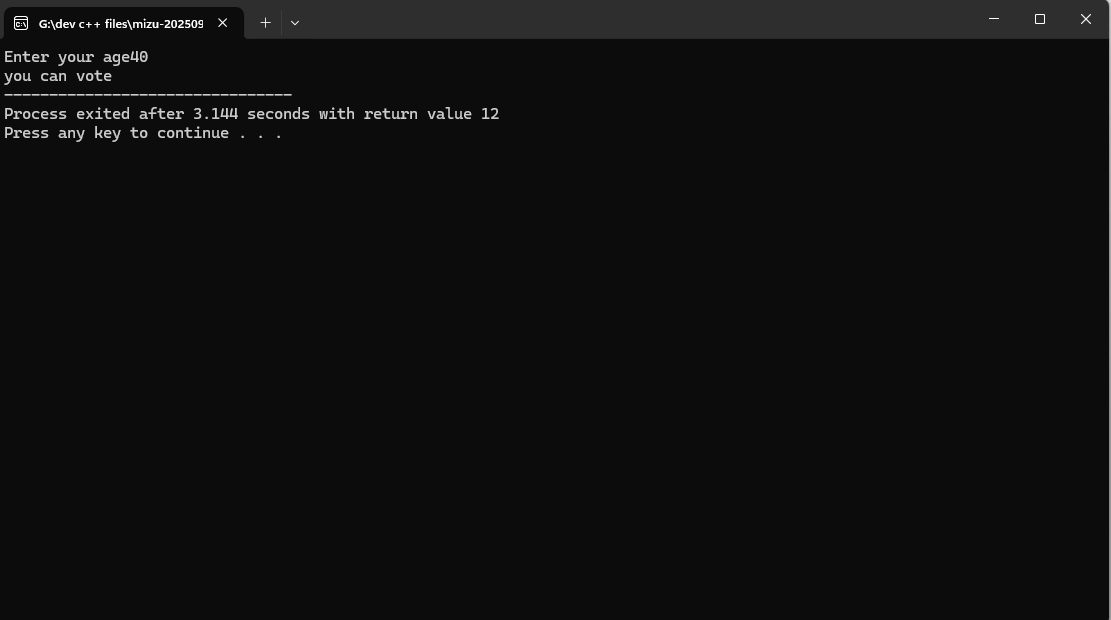 G:\dev c++ files\mizu-202509
Enter your age40
you can vote
--------------------------------
Process exited after 3.144 seconds with return value 12
Press any key to continue . . .